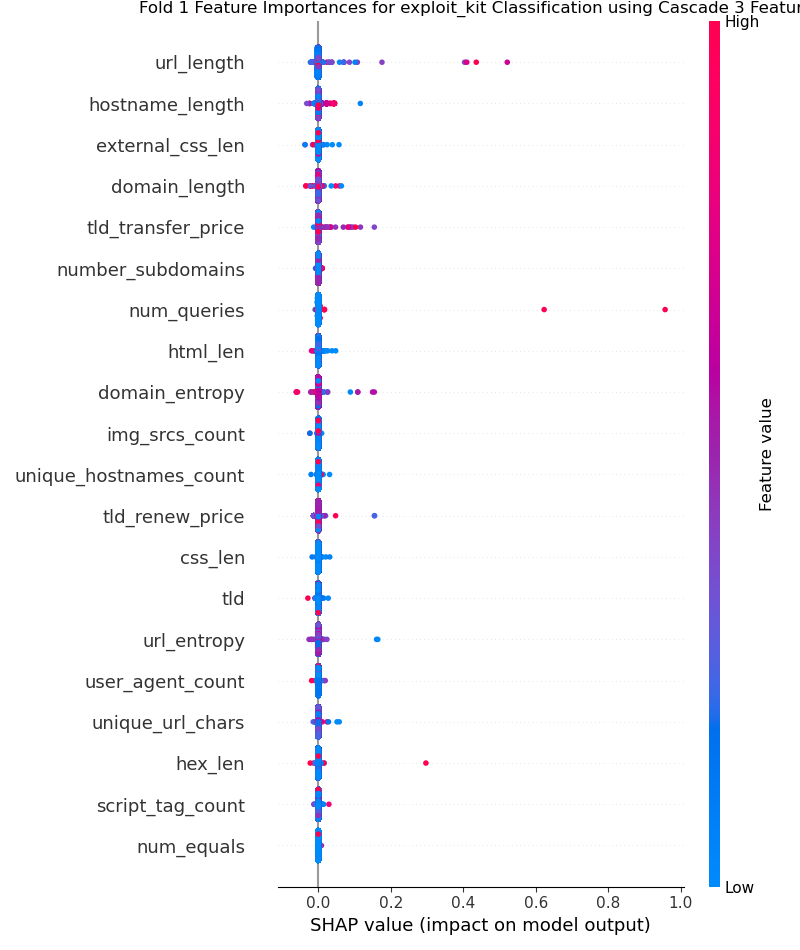 Fold 1 Feature Importances for exploit_kit Classification using Cascade 3 Featur
High
url_length
hostname_length
external_css_len
domain_length
tld_transfer_price
number_subdomains
num_queries
html_len
domain_entropy
img_srcs_count
unique_hostnames_count
tld_renew_price
css_len
tld
url_entropy
user_agent_count
unique_url_chars
hex_len
script_tag_count
num_equals
Feature value
Low
0.0 0.2 0.4 0.6 0.8 1.0
SHAP value (impact on model output)